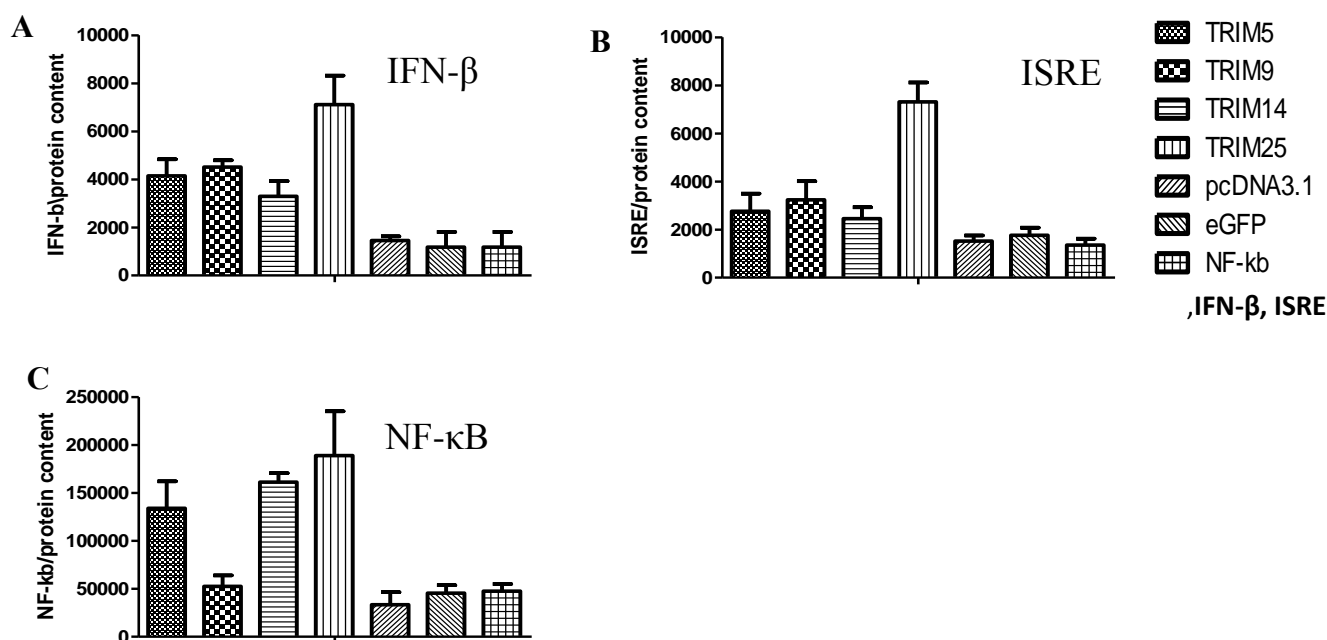 A
IFN-β
IFN-b\protein content
10000
8000
6000
4000
2000
0
B
ISRE
ISRE/protein content
10000
8000
6000
4000
2000
0
TRIM5
TRIM9
TRIM14
TRIM25
pcDNA3.1
eGFP
NF-kb
,IFN-β, ISRE
C
NF-κB
NF-kb/protein content
250000
200000
150000
100000
50000
0